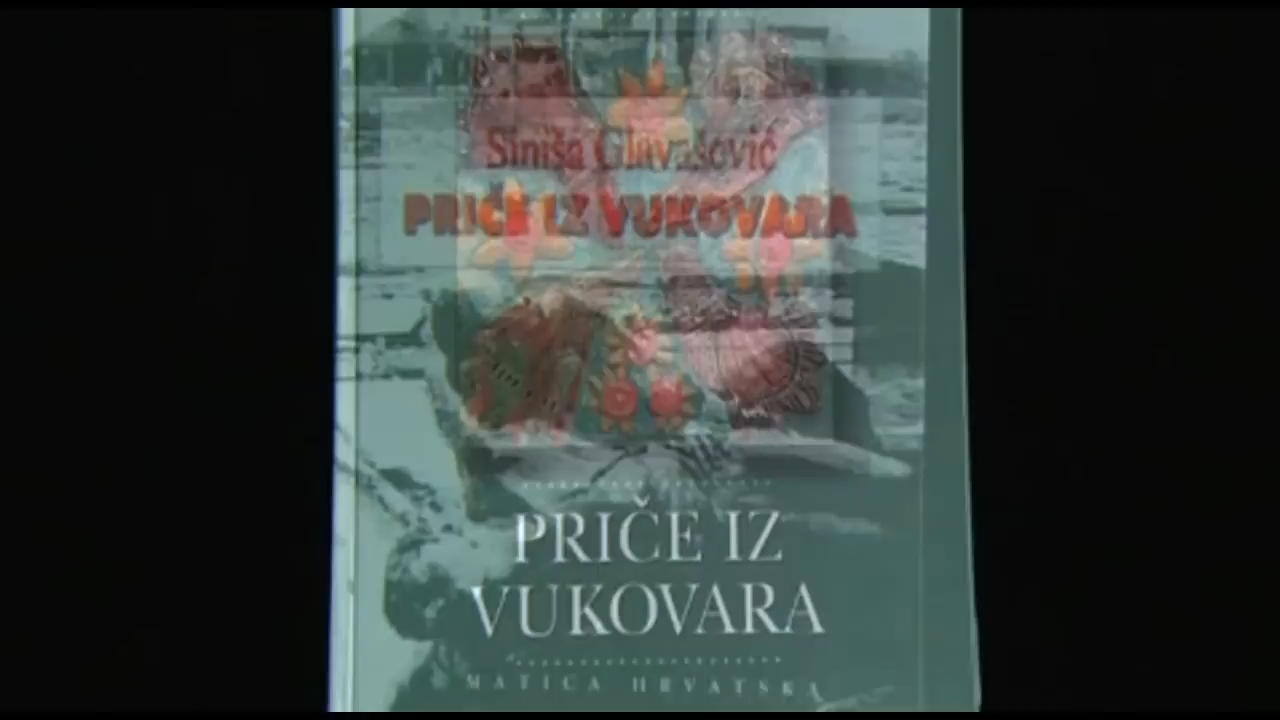 Siniša Glavašević
PRIČE IZ VUKOVARA
PRIČE IZ
VUKOVARA
MATICA HRVATSKA